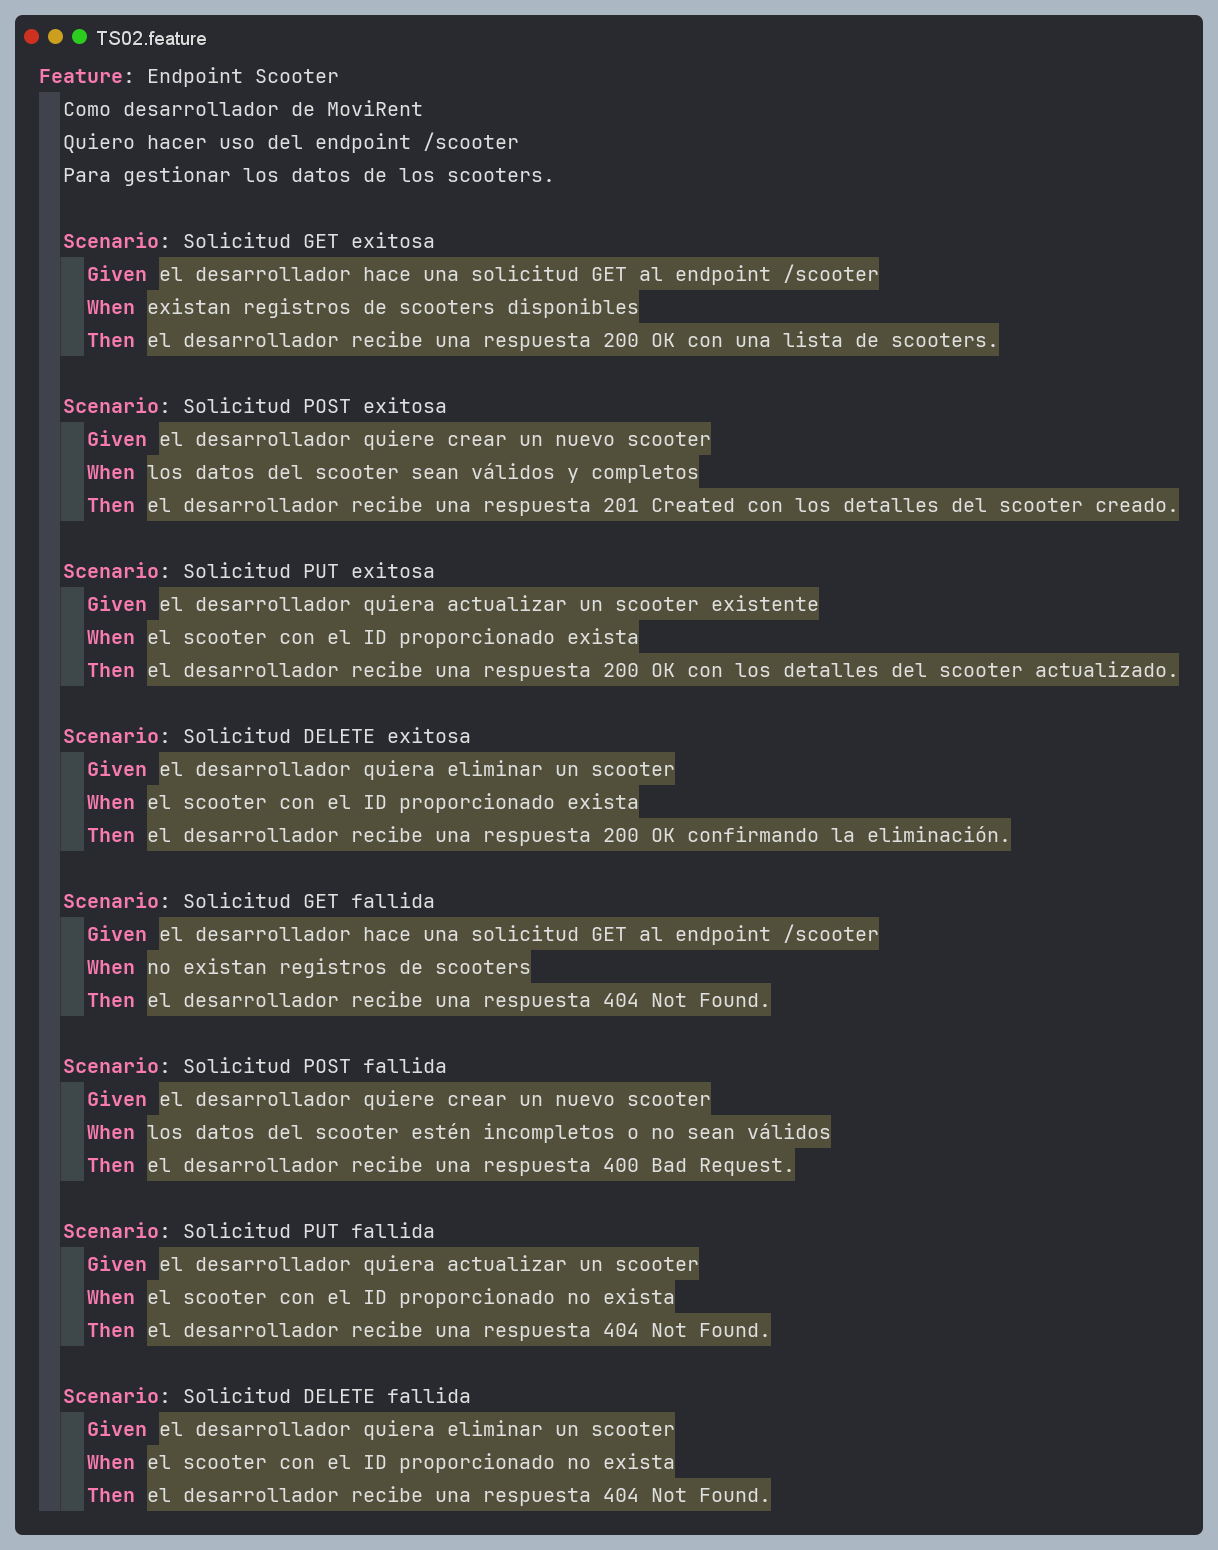 TS02.feature
Feature: Endpoint Scooter
Como desarrollador de MoviRent
Quiero hacer uso del endpoint /scooter
Para gestionar los datos de los scooters.
Scenario: Solicitud GET exitosa
Given el desarrollador hace una solicitud GET al endpoint /scooter
When existan registros de scooters disponibles
Then el desarrollador recibe una respuesta 200 OK con una lista de scooters.
Scenario: Solicitud POST exitosa
Given el desarrollador quiere crear un nuevo scooter
When los datos del scooter sean válidos y completos
Then el desarrollador recibe una respuesta 201 Created con los detalles del scooter creado.
Scenario: Solicitud PUT exitosa
Given el desarrollador quiera actualizar un scooter existente
When el scooter con el ID proporcionado exista
Then el desarrollador recibe una respuesta 200 OK con los detalles del scooter actualizado.
Scenario: Solicitud DELETE exitosa
Given el desarrollador quiera eliminar un scooter
When el scooter con el ID proporcionado exista
Then el desarrollador recibe una respuesta 200 OK confirmando la eliminación.
Scenario: Solicitud GET fallida
Given el desarrollador hace una solicitud GET al endpoint /scooter
When no existan registros de scooters
Then el desarrollador recibe una respuesta 404 Not Found.
Scenario: Solicitud POST fallida
Given el desarrollador quiere crear un nuevo scooter
When los datos del scooter estén incompletos o no sean válidos
Then el desarrollador recibe una respuesta 400 Bad Request.
Scenario: Solicitud PUT fallida
Given el desarrollador quiera actualizar un scooter
When el scooter con el ID proporcionado no exista
Then el desarrollador recibe una respuesta 404 Not Found.
Scenario: Solicitud DELETE fallida
Given el desarrollador quiera eliminar un scooter
When el scooter con el ID proporcionado no exista
Then el desarrollador recibe una respuesta 404 Not Found.